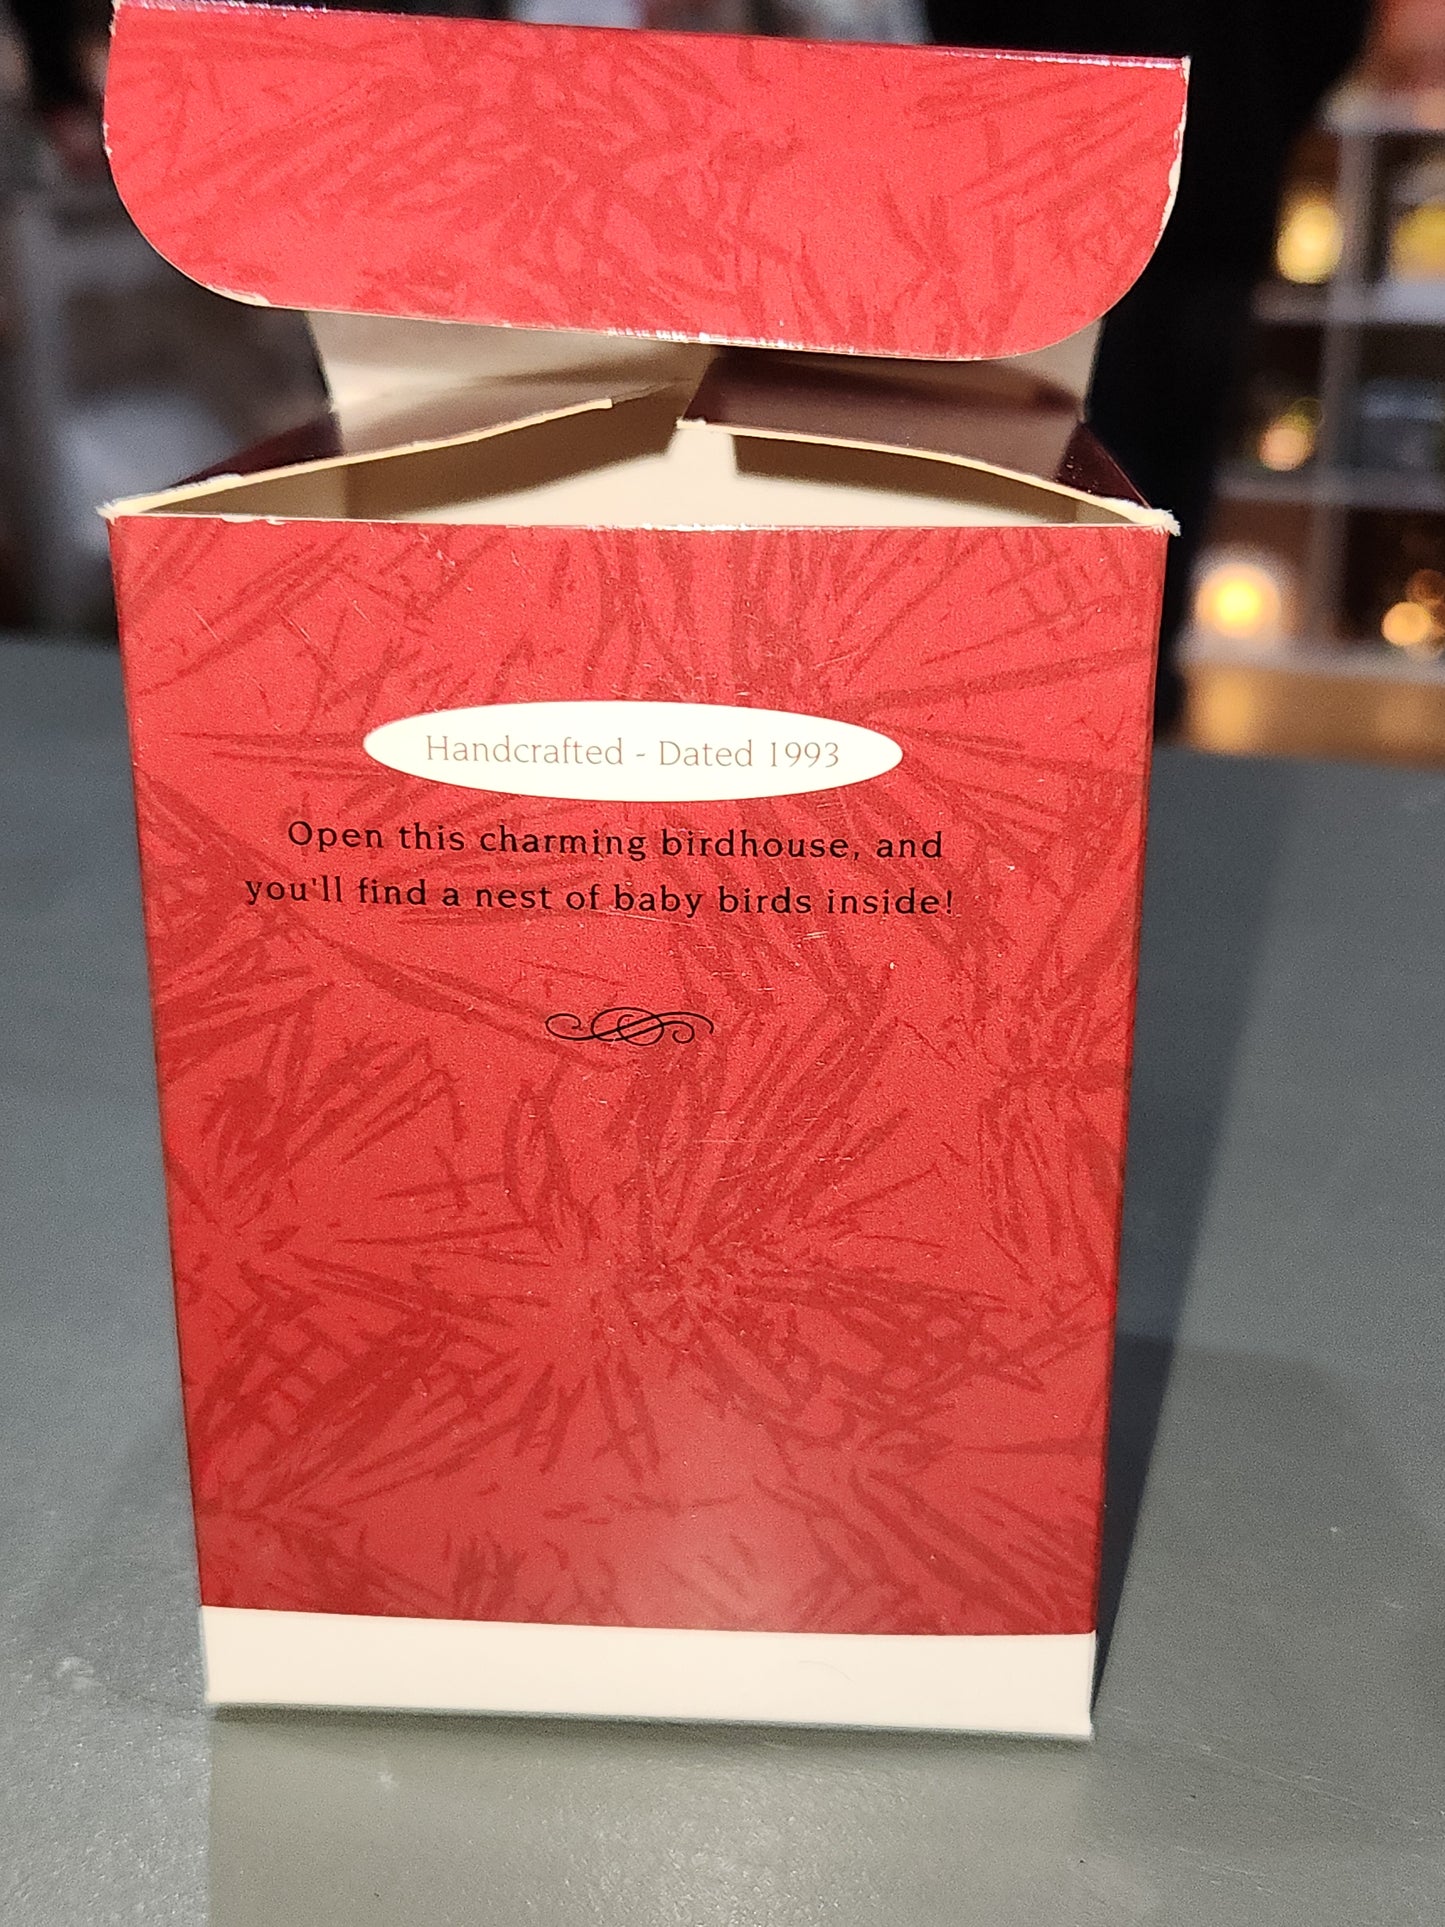 Handcrafted - Dated 1993
Open this charming birdhouse, and
you'll find a nest of baby birds inside!